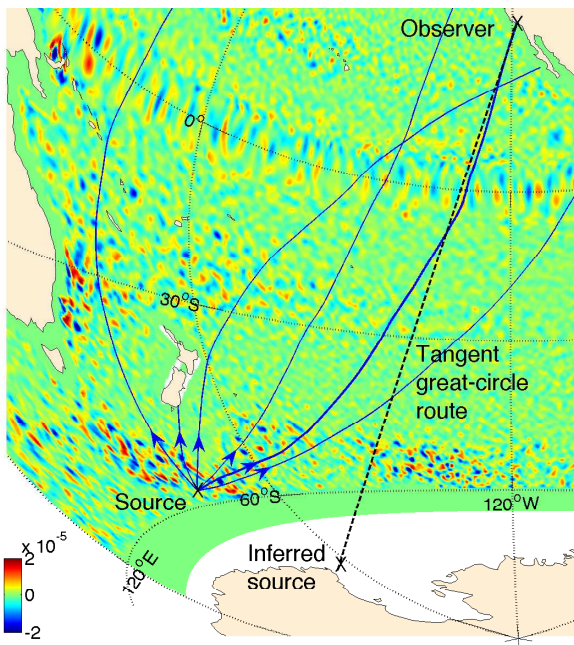 Observer
0°
30°S
Tangent
great-circle
route
Source
60°S
120°W
Inferred
source
120°E
x 10⁻⁵
2
0
-2